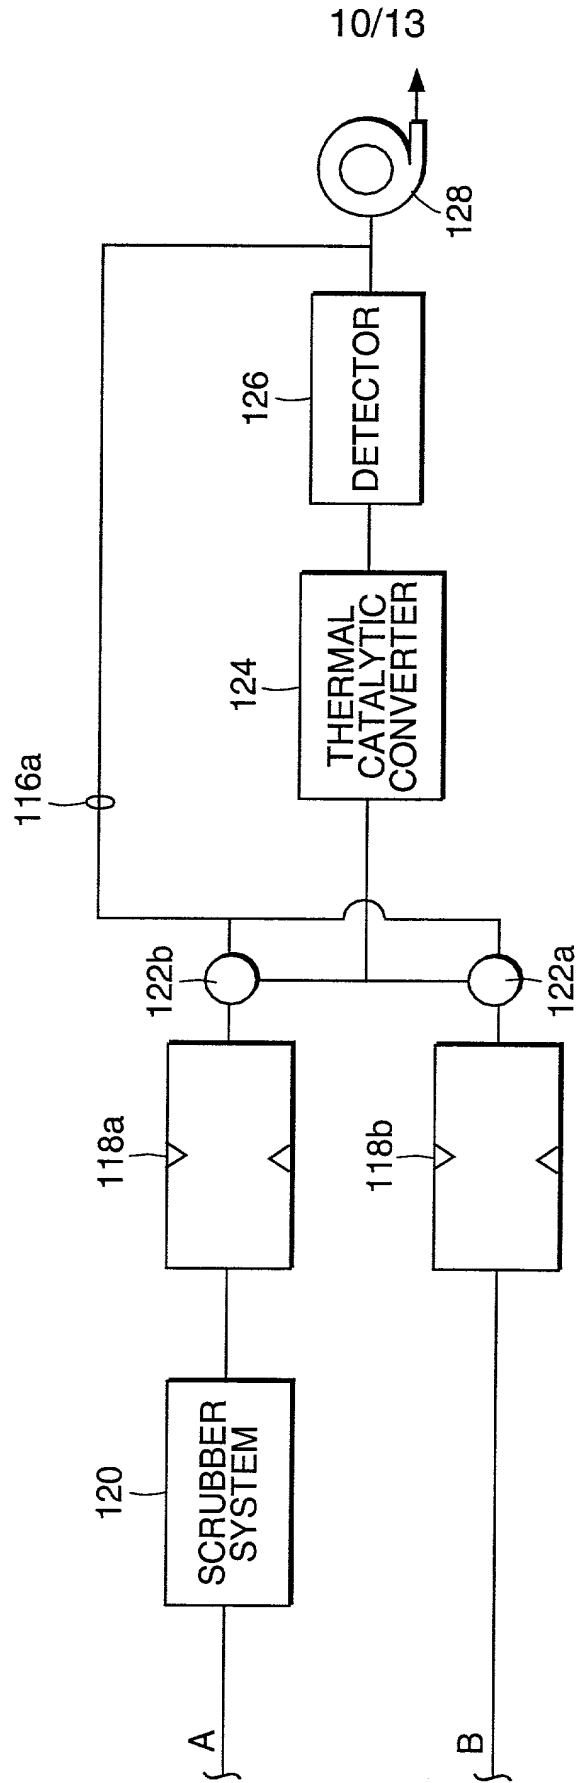 10/13
128
126
DETECTOR
124
THERMAL
CATALYTIC
CONVERTER
116a
122b
122a
118a
118b
120
SCRUBBER
SYSTEM
A
B